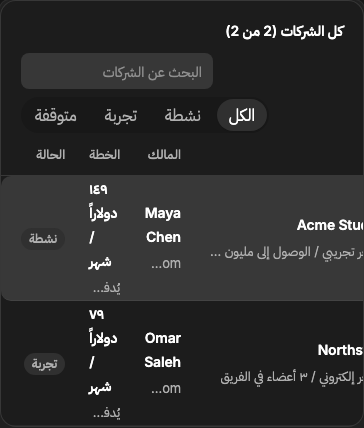 كل الشركات (2 من 2)
البحث عن الشركات
الكل نشطة تجربة متوقفة
المالك الخطة الحالة
Acme Stu
تجريبي / الوصول إلى مليون ...
Maya
Chen
om...
١٤٩
دولاراً
/
شهر
يُدف...
نشطة
Norths
إلكتروني / ٣ أعضاء في الفريق
Omar
Saleh
om...
٧٩
دولاراً
/
شهر
يُدف...
تجربة